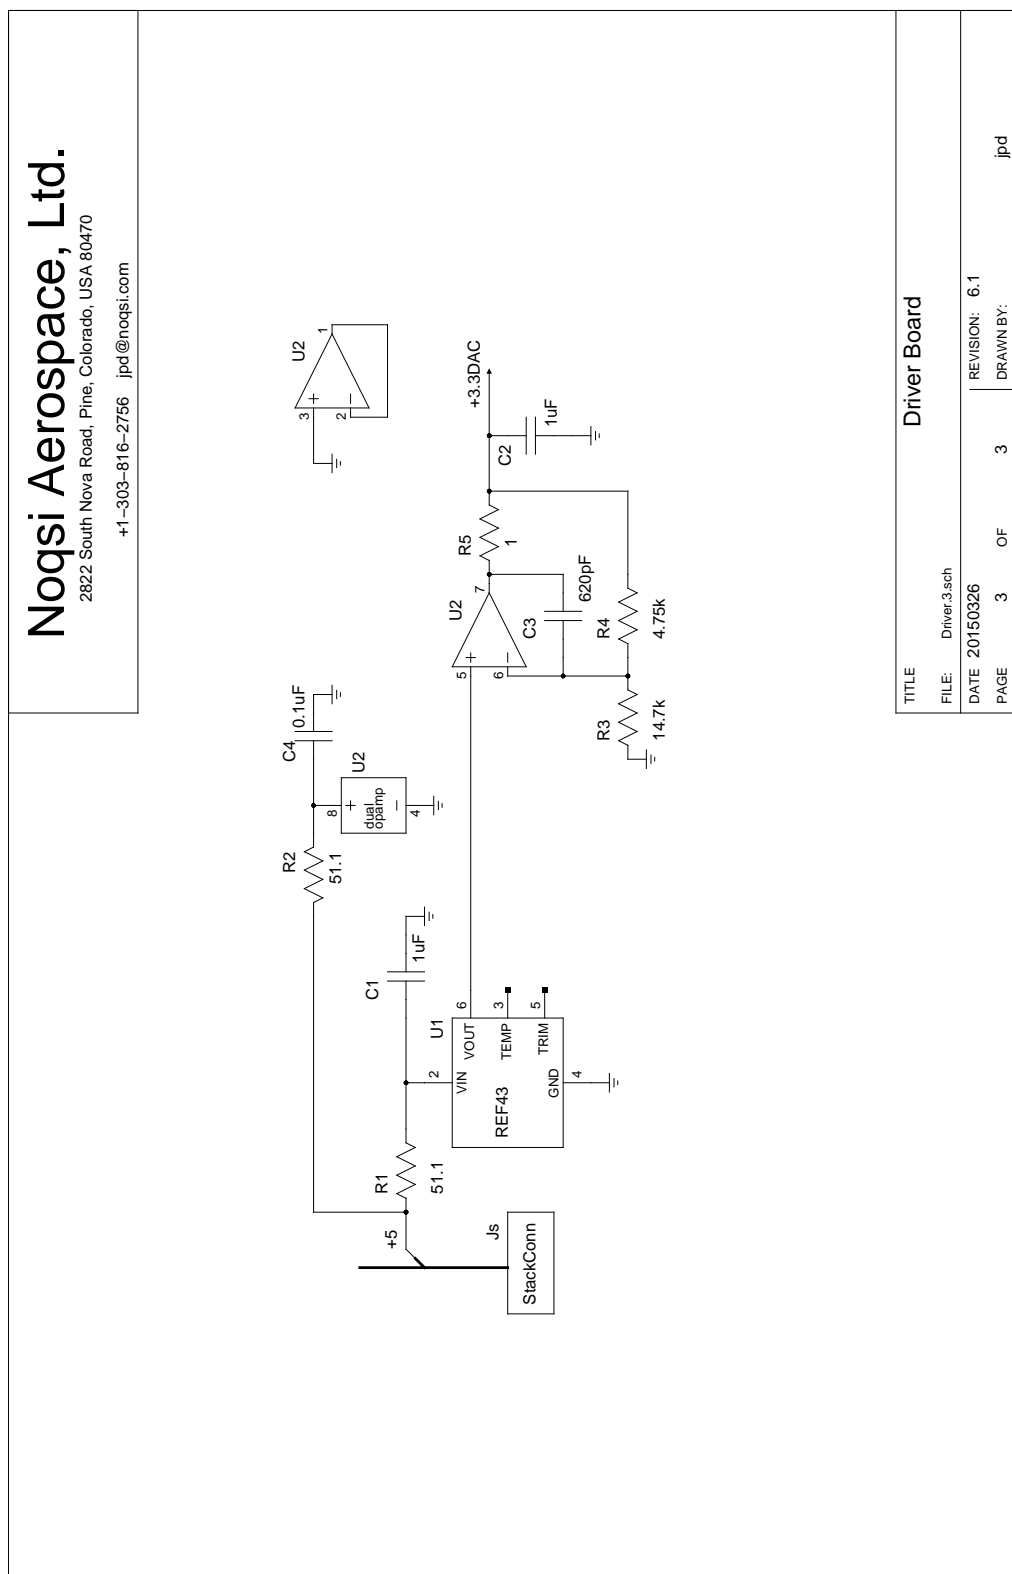 Noqsi Aerospace, Ltd.
2822 South Nova Road, Pine, Colorado, USA 80470
+1−303−816−2756 jpd@noqsi.com
U2
3
+
2
−
1
C4
0.1uF
R2
51.1
U2
8
+
dual
opamp
−
4
+5
R1
51.1
C1
1uF
Js
StackConn
U1
2
VIN
VOUT
6
REF43
TEMP
3
TRIM
5
GND
4
U2
5
+
6
−
7
R5
1
+3.3DAC
C2
1uF
C3
620pF
R4
4.75k
R3
14.7k
TITLE
Driver Board
FILE: Driver.3.sch
DATE 20150326
REVISION: 6.1
PAGE 3 OF 3
DRAWN BY: jpd